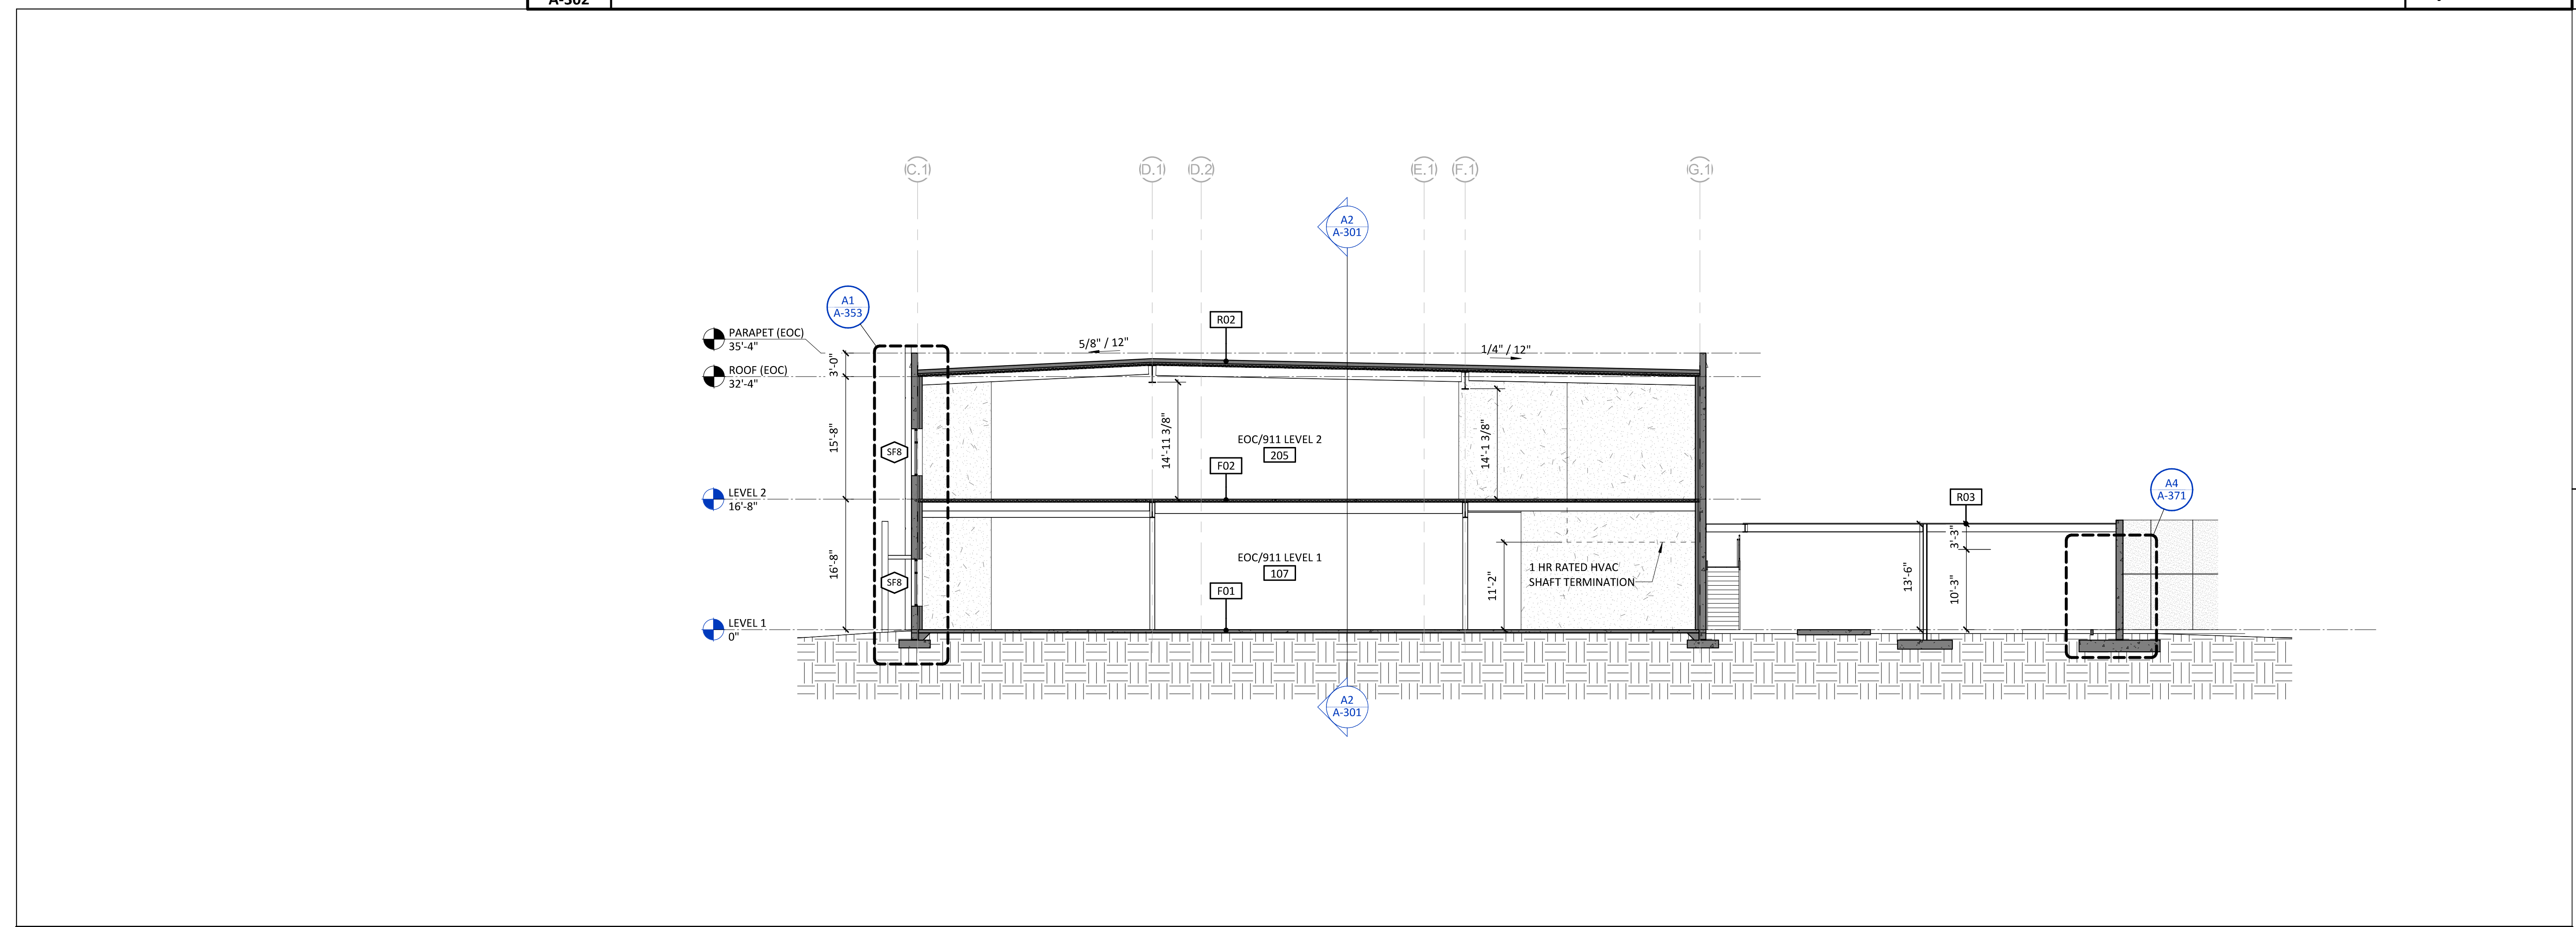 A-302
(C.1)
(D.1)
(D.2)
(E.1)
(F.1)
(G.1)
A2
A-301
A1
A-353
R02
PARAPET (EOC)
35'-4"
5/8" / 12"
1/4" / 12"
3'-0"
ROOF (EOC)
32'-4"
15'-8"
14'-11 3/8"
14'-1 3/8"
EOC/911 LEVEL 2
205
SF8
F02
LEVEL 2
16'-8"
R03
A4
A-371
3'-3"
16'-8"
EOC/911 LEVEL 1
107
11'-2"
1 HR RATED HVAC
SHAFT TERMINATION
13'-6"
10'-3"
SF8
F01
LEVEL 1
0"
A2
A-301